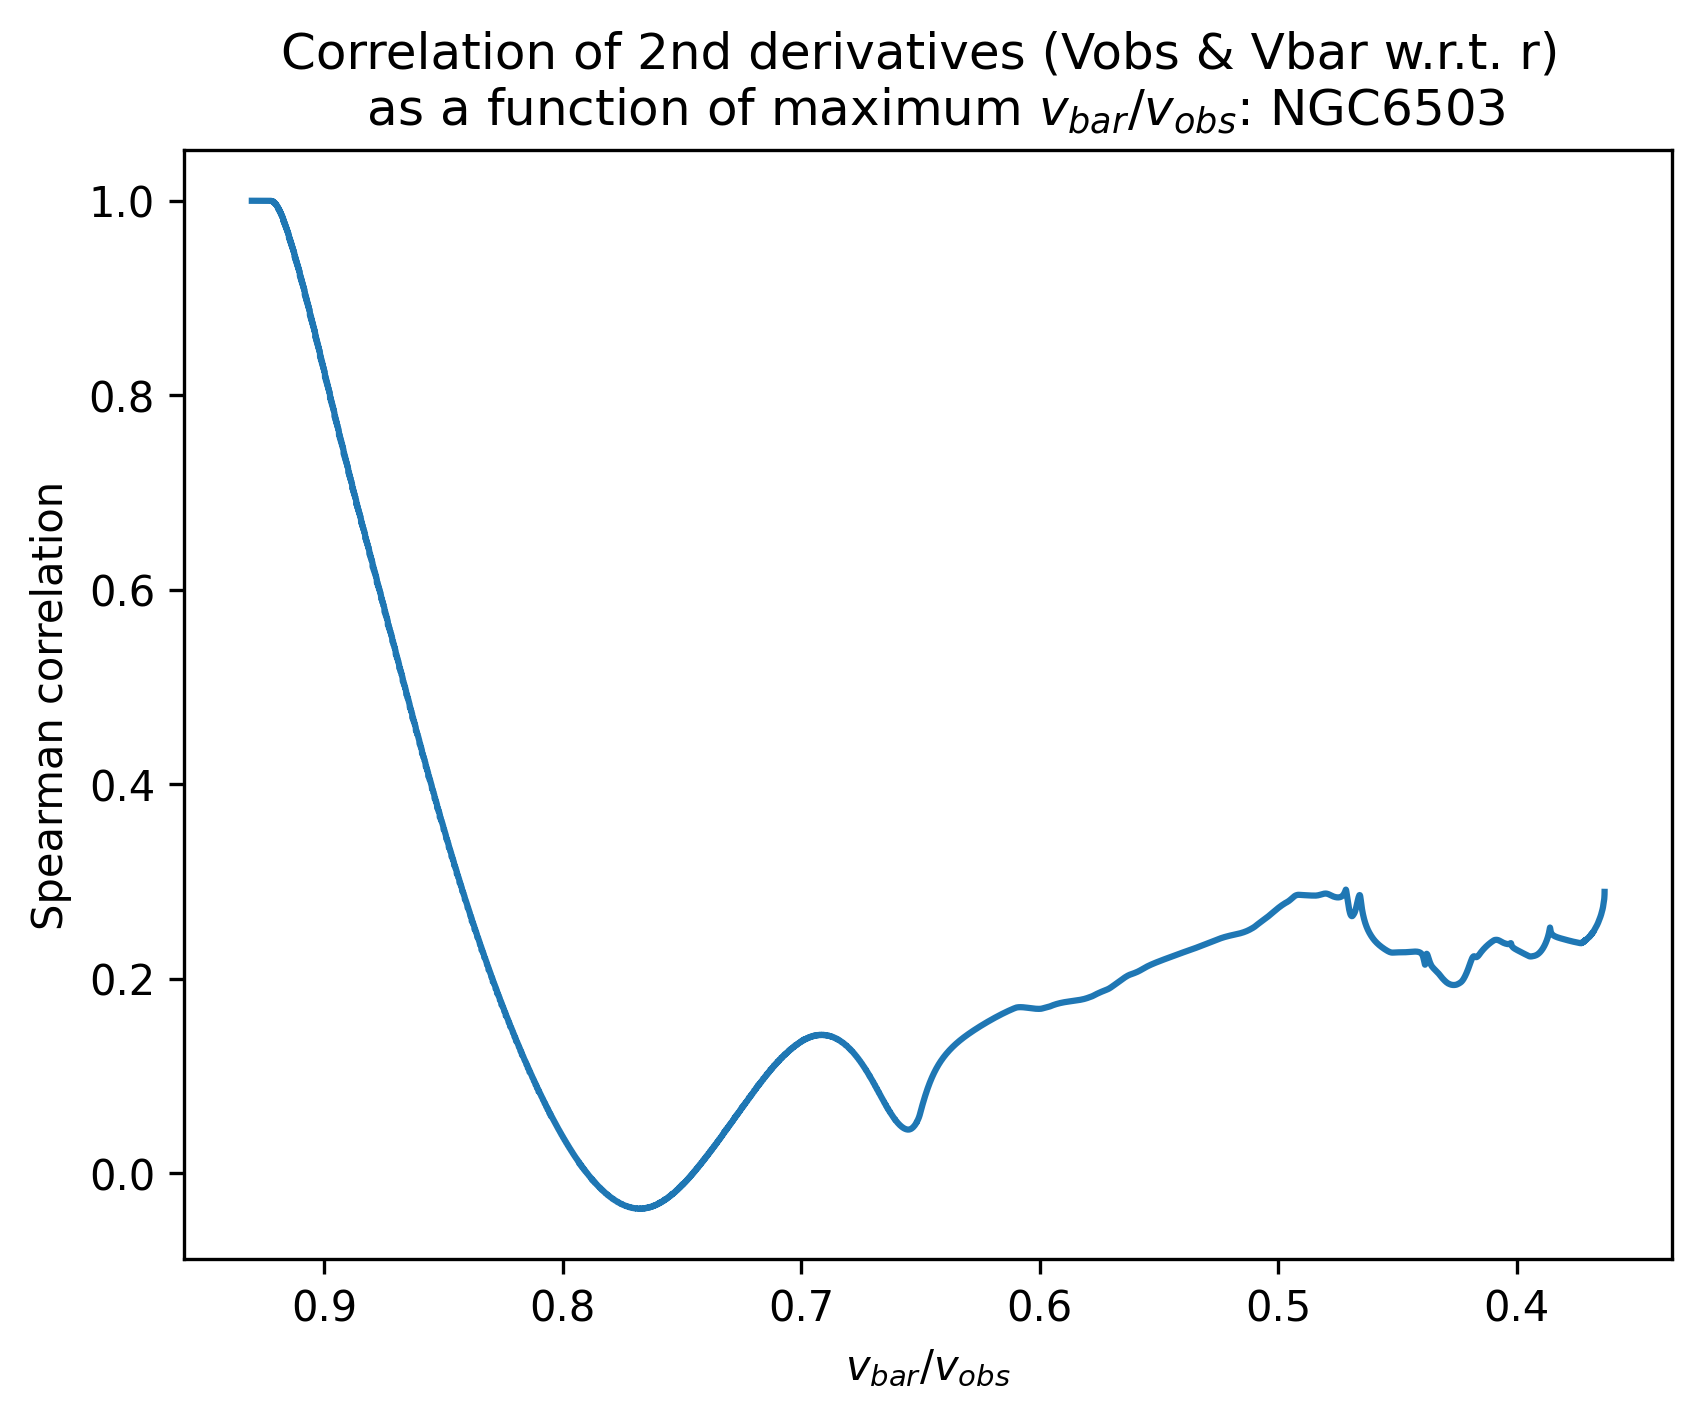 Correlation of 2nd derivatives (Vobs & Vbar w.r.t. r)
as a function of maximum v_bar/v_obs: NGC6503
1.0
0.8
0.6
0.4
0.2
0.0
Spearman correlation
0.9 0.8 0.7 0.6 0.5 0.4
v_bar/v_obs